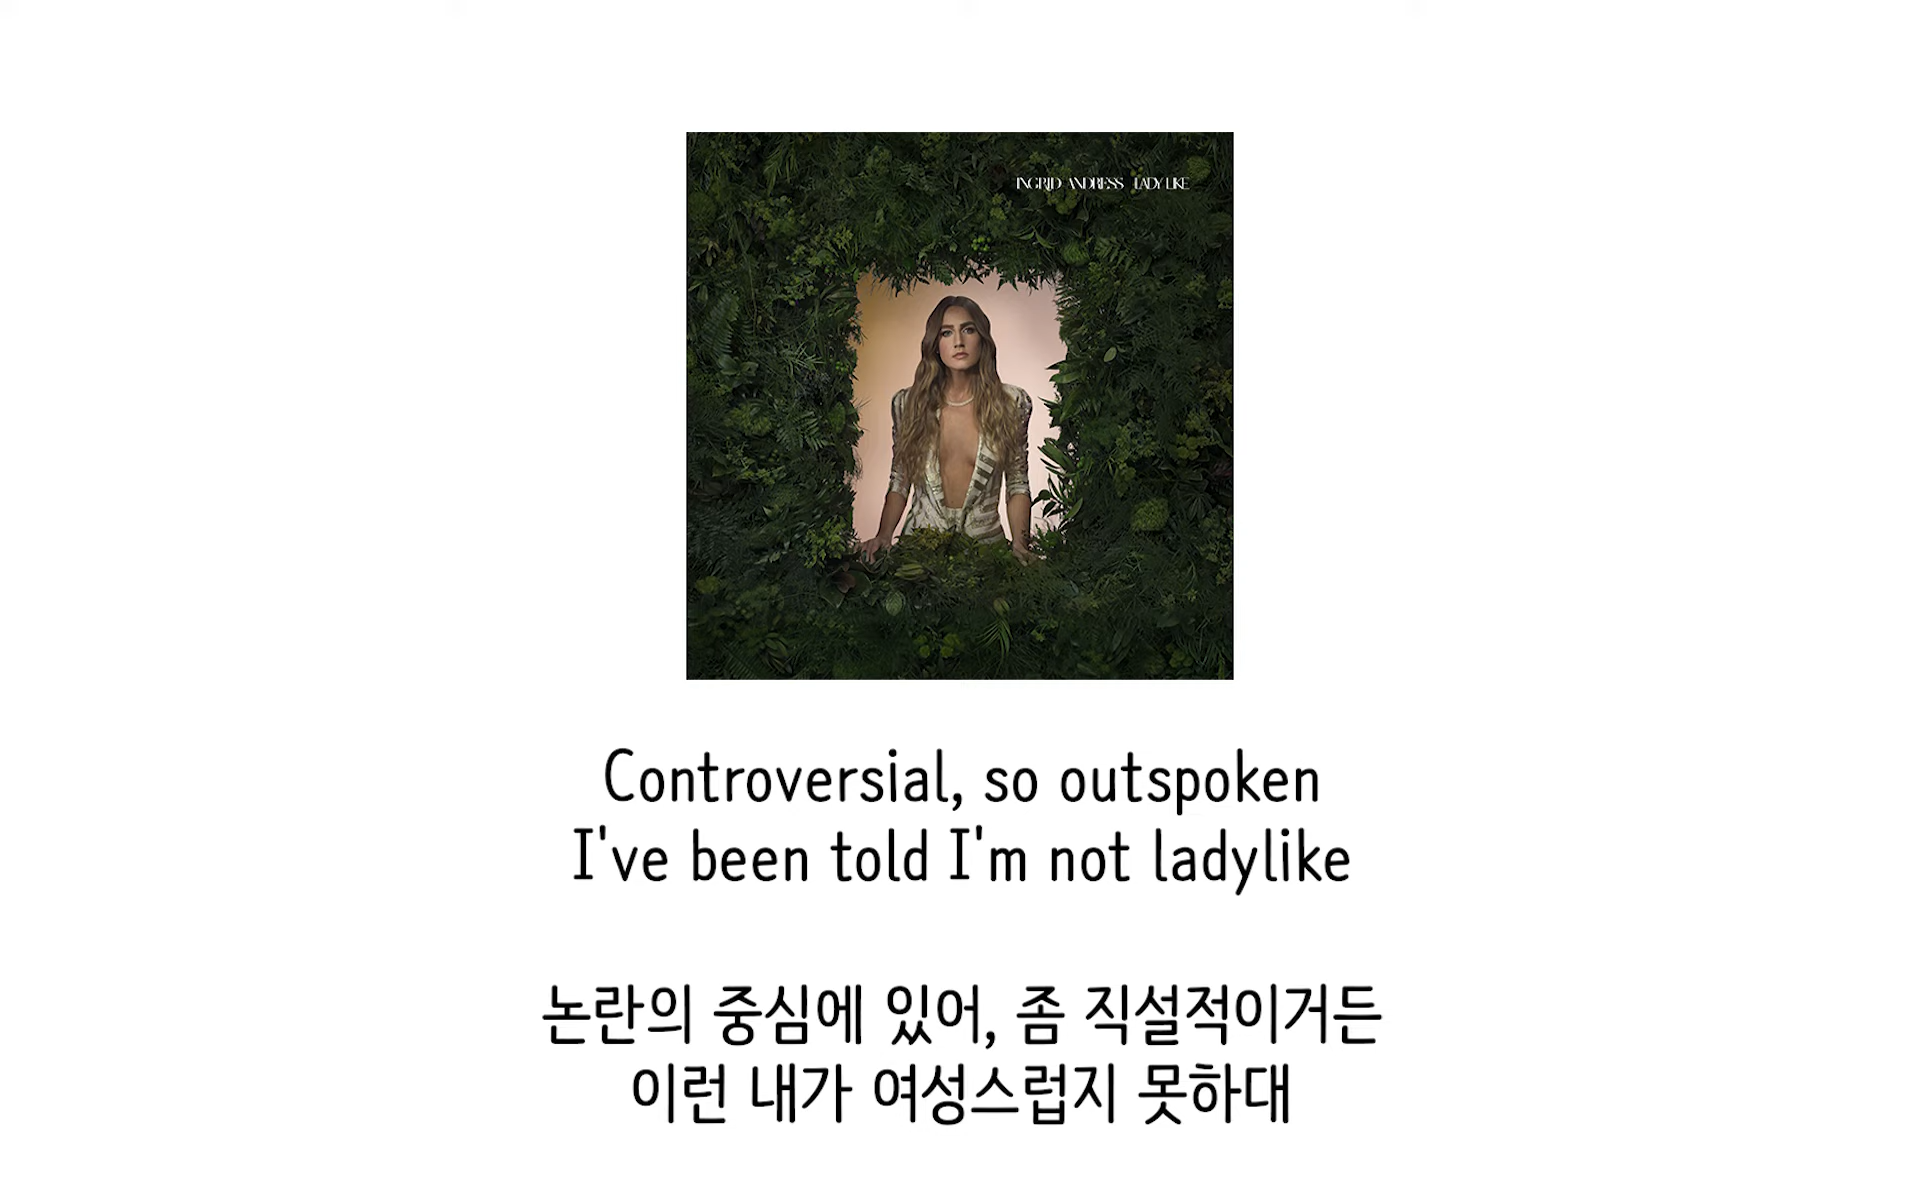 INGRID ANDRESS LADY LIKE
Controversial, so outspoken
I've been told I'm not ladylike
논란의 중심에 있어, 좀 직설적이거든
이런 내가 여성스럽지 못하대